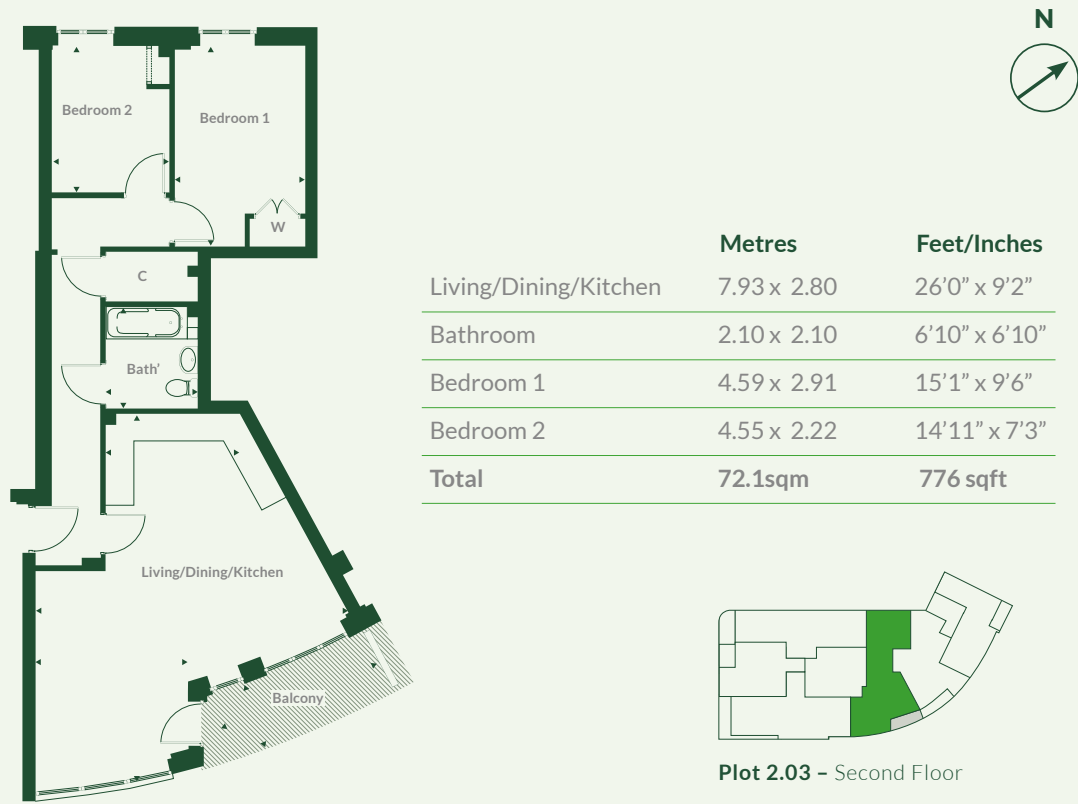 N
Bedroom 2
Bedroom 1
W
C
Bath’
Living/Dining/Kitchen
Balcony
Metres Feet/Inches
Living/Dining/Kitchen 7.93 x 2.80 26’0” x 9’2”
Bathroom 2.10 x 2.10 6’10” x 6’10”
Bedroom 1 4.59 x 2.91 15’1” x 9’6”
Bedroom 2 4.55 x 2.22 14’11” x 7’3”
Total 72.1sqm 776 sqft
Plot 2.03 – Second Floor